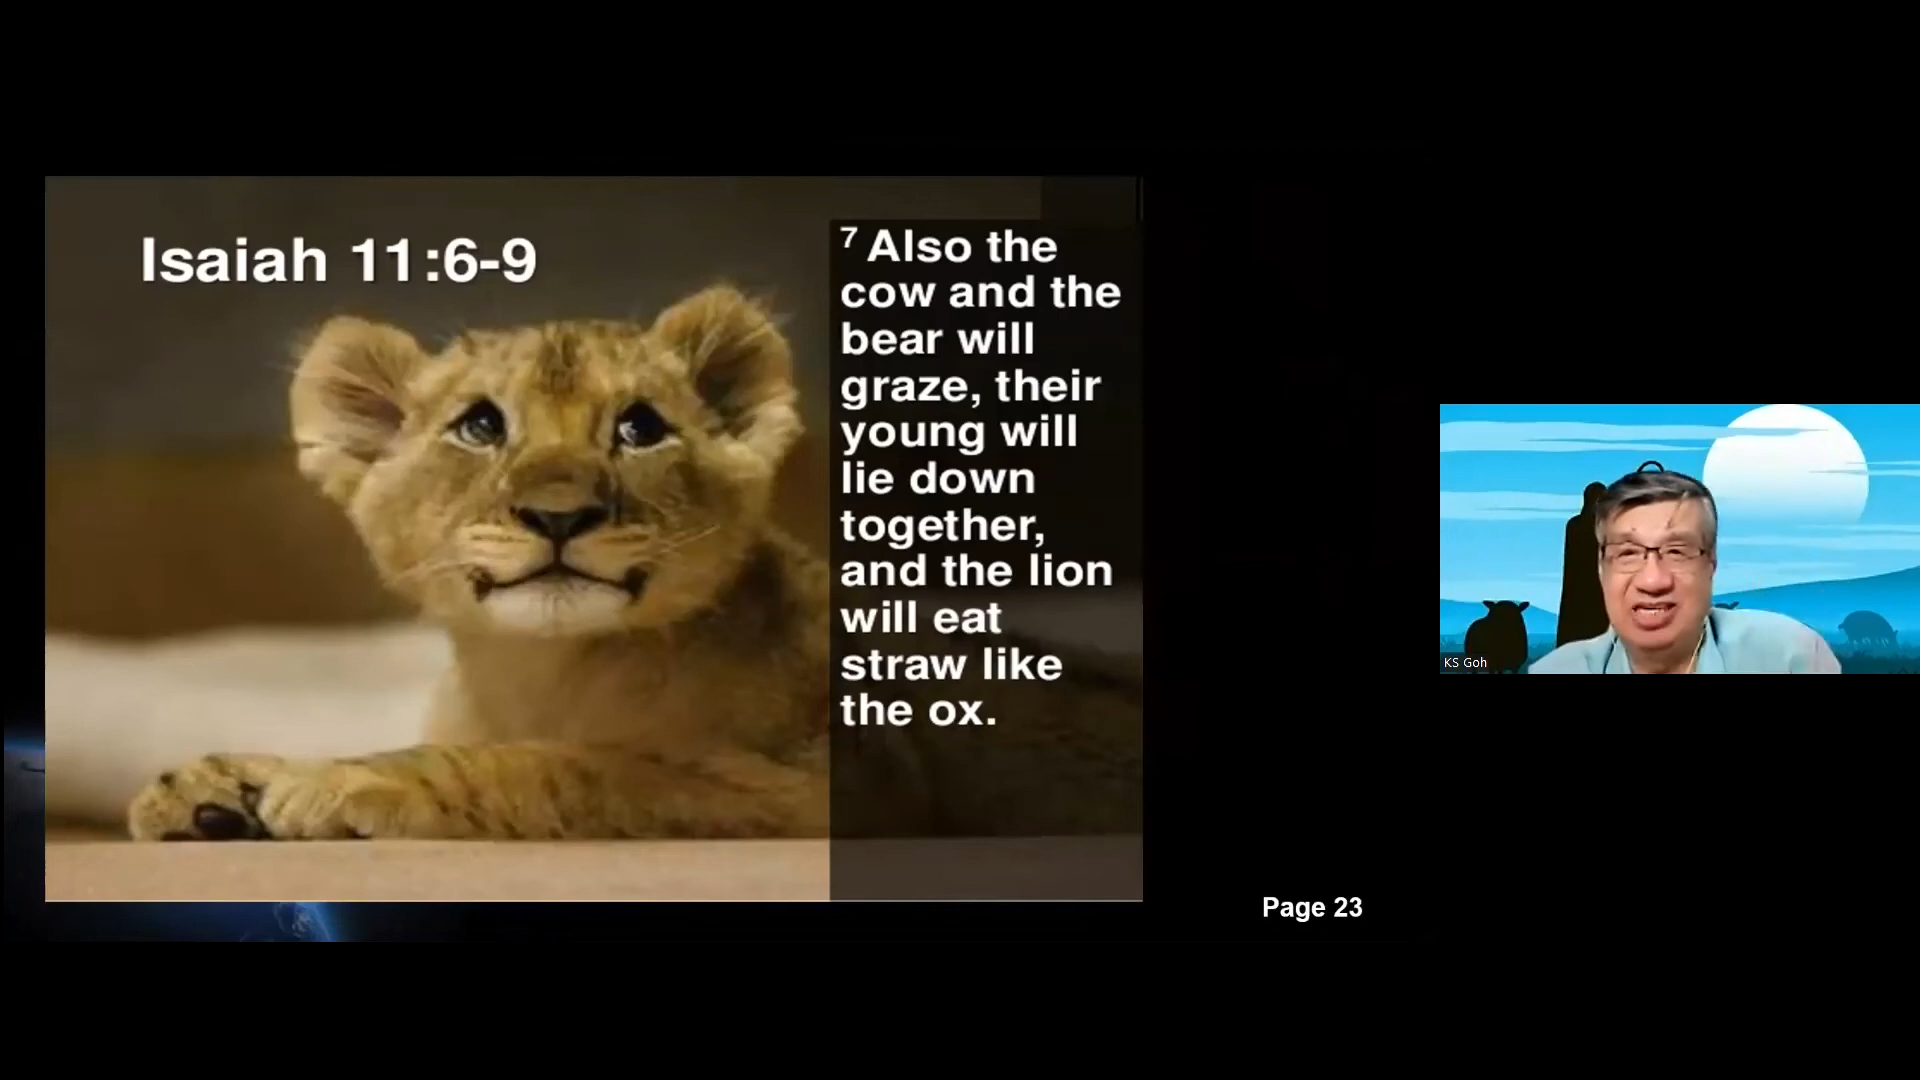 Isaiah 11:6-9
7 Also the
cow and the
bear will
graze, their
young will
lie down
together,
and the lion
will eat
straw like
the ox.
KS Goh
Page 23